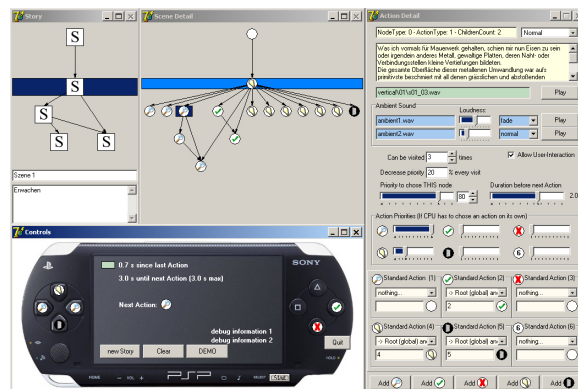 Story
S
S
S
S
S
Szene 1
Erwachen
Scene Detail
Controls
0.7 s since last Action
3.0 s until next Action (3.0 s max)
Next Action:
debug information 1
debug information 2
new Story
Clear
DEMO
Quit
SONY
HOME
VOL
PSP
SELECT
START
HOLD
Action Detail
NodeType: 0 - ActionType: 1 - ChildrenCount: 2
Normal
Was ich vormals für Mauerwerk gehalten, schien mir nun Eisen zu sein
oder irgendein anderes Metall, gewaltige Platten, deren Naht- oder
Verbindungsstellen kleine Vertiefungen bildeten.
Die gesamte Oberfläche dieser metallenen Umwandlung war aufs
primitivste beschmiert mit all denen grässlichen und abstoßenden
vertical\01\s01_03.wav
Play
Ambient Sound
Loudness:
ambient1.wav
fade
Play
ambient2.wav
normal
Play
Can be visited 3 times
Allow User-Interaction
Decrease priority 20 % every visit
Priority to chose THIS node
Duration before next Action
80
2.0
Action Priorities (If CPU has to chose an action on its own)
6
Standard Action (1)
Standard Action (2)
Standard Action (3)
nothing...
-> Root (global) an
nothing...
2
Standard Action (4)
Standard Action (5)
6 Standard Action (6)
-> Root (global) an
-> Root (global) an
nothing...
4
5
Add
Add
Add
Add
Add